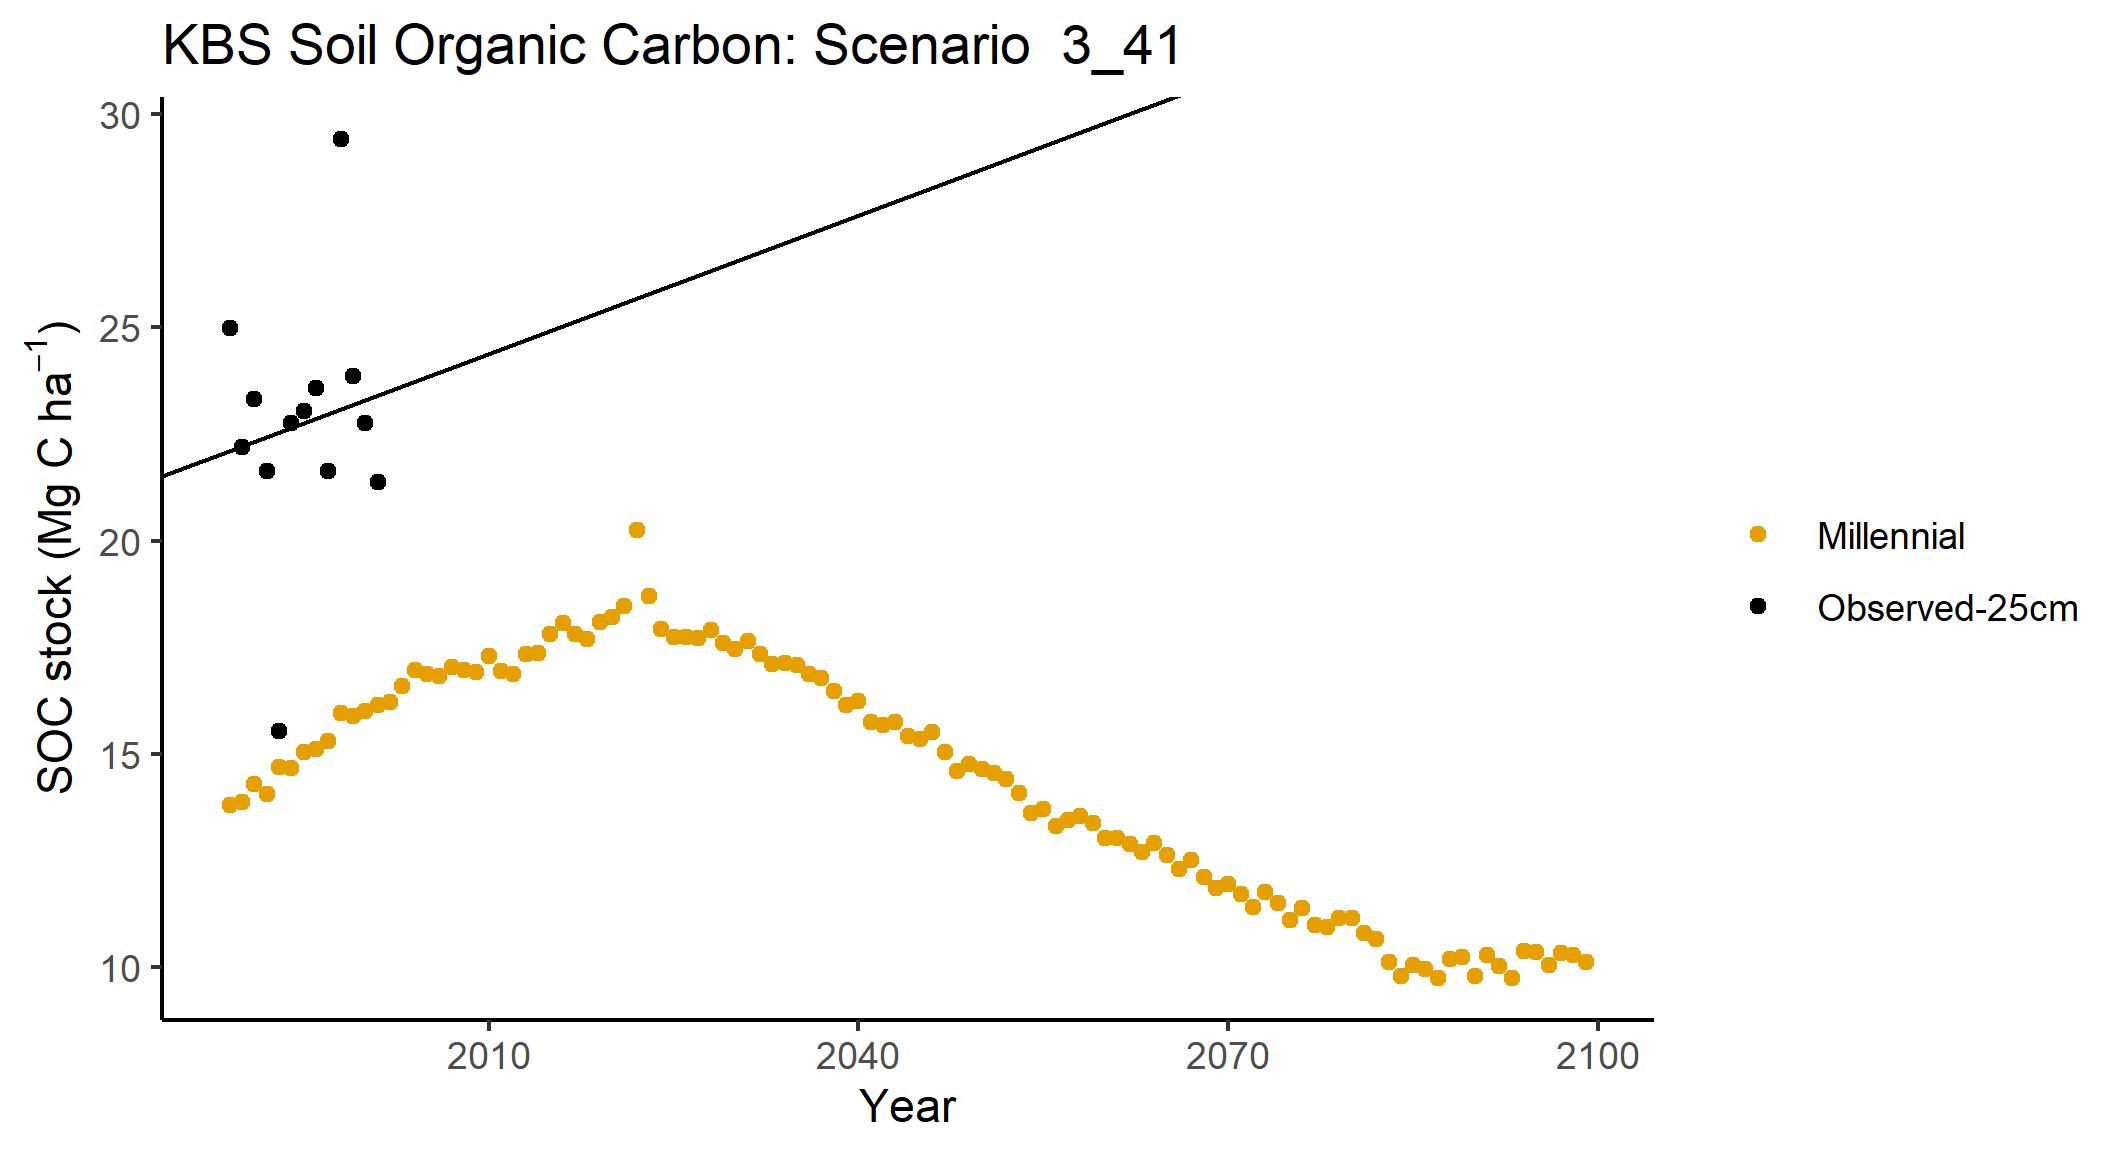 KBS Soil Organic Carbon: Scenario  3_41
30
25
20
15
10
SOC stock (Mg C ha⁻¹)
2010 2040 2070 2100
Year
Millennial
Observed-25cm